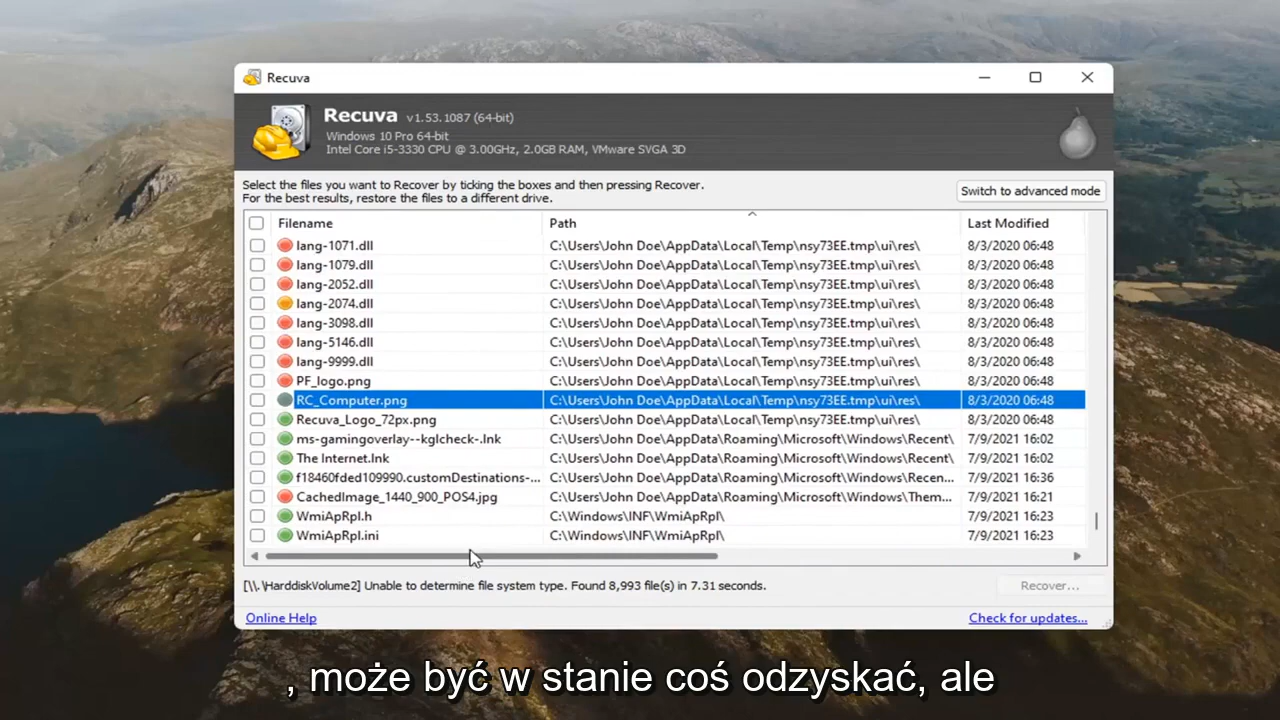 Recuva
Recuva v1.53.1087 (64-bit)
Windows 10 Pro 64-bit
Intel Core i5-3330 CPU @ 3.00GHz, 2.0GB RAM, VMware SVGA 3D
Select the files you want to Recover by ticking the boxes and then pressing Recover.
For the best results, restore the files to a different drive.
Switch to advanced mode
Filename Path Last Modified
lang-1071.dll C:\Users\John Doe\AppData\Local\Temp\nsy73EE.tmp\ui\res\ 8/3/2020 06:48
lang-1079.dll C:\Users\John Doe\AppData\Local\Temp\nsy73EE.tmp\ui\res\ 8/3/2020 06:48
lang-2052.dll C:\Users\John Doe\AppData\Local\Temp\nsy73EE.tmp\ui\res\ 8/3/2020 06:48
lang-2074.dll C:\Users\John Doe\AppData\Local\Temp\nsy73EE.tmp\ui\res\ 8/3/2020 06:48
lang-3098.dll C:\Users\John Doe\AppData\Local\Temp\nsy73EE.tmp\ui\res\ 8/3/2020 06:48
lang-5146.dll C:\Users\John Doe\AppData\Local\Temp\nsy73EE.tmp\ui\res\ 8/3/2020 06:48
lang-9999.dll C:\Users\John Doe\AppData\Local\Temp\nsy73EE.tmp\ui\res\ 8/3/2020 06:48
PF_logo.png C:\Users\John Doe\AppData\Local\Temp\nsy73EE.tmp\ui\res\ 8/3/2020 06:48
RC_Computer.png C:\Users\John Doe\AppData\Local\Temp\nsy73EE.tmp\ui\res\ 8/3/2020 06:48
Recuva_Logo_72px.png C:\Users\John Doe\AppData\Local\Temp\nsy73EE.tmp\ui\res\ 8/3/2020 06:48
ms-gamingoverlay--kglcheck-.lnk C:\Users\John Doe\AppData\Roaming\Microsoft\Windows\Recent\ 7/9/2021 16:02
The Internet.lnk C:\Users\John Doe\AppData\Roaming\Microsoft\Windows\Recent\ 7/9/2021 16:02
f18460fded109990.customDestinations-... C:\Users\John Doe\AppData\Roaming\Microsoft\Windows\Recen... 7/9/2021 16:36
CachedImage_1440_900_POS4.jpg C:\Users\John Doe\AppData\Roaming\Microsoft\Windows\Them... 7/9/2021 16:21
WmiApRpl.h C:\Windows\INF\WmiApRpl\ 7/9/2021 16:23
WmiApRpl.ini C:\Windows\INF\WmiApRpl\ 7/9/2021 16:23
[\\.\HarddiskVolume2] Unable to determine file system type. Found 8,993 file(s) in 7.31 seconds.
Recover...
Online Help
Check for updates...
, może być w stanie coś odzyskać, ale